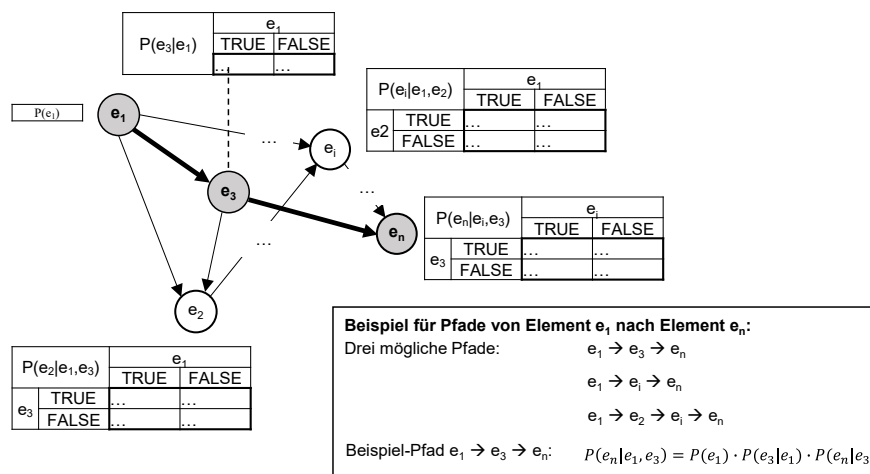 P(e₃|e₁) e₁
TRUE FALSE
… …
P(e₁)
e₁
…
eᵢ
P(eᵢ|e₁,e₂) e₁
TRUE FALSE
e2 TRUE … …
FALSE … …
e₃
…
…
eₙ
P(eₙ|eᵢ,e₃) eᵢ
TRUE FALSE
e₃ TRUE … …
FALSE … …
e₂
P(e₂|e₁,e₃) e₁
TRUE FALSE
e₃ TRUE … …
FALSE … …
Beispiel für Pfade von Element e₁ nach Element eₙ:
Drei mögliche Pfade: e₁ → e₃ → eₙ
e₁ → eᵢ → eₙ
e₁ → e₂ → eᵢ → eₙ
Beispiel-Pfad e₁ → e₃ → eₙ: P(eₙ|e₁, e₃) = P(e₁) · P(e₃|e₁) · P(eₙ|e₃